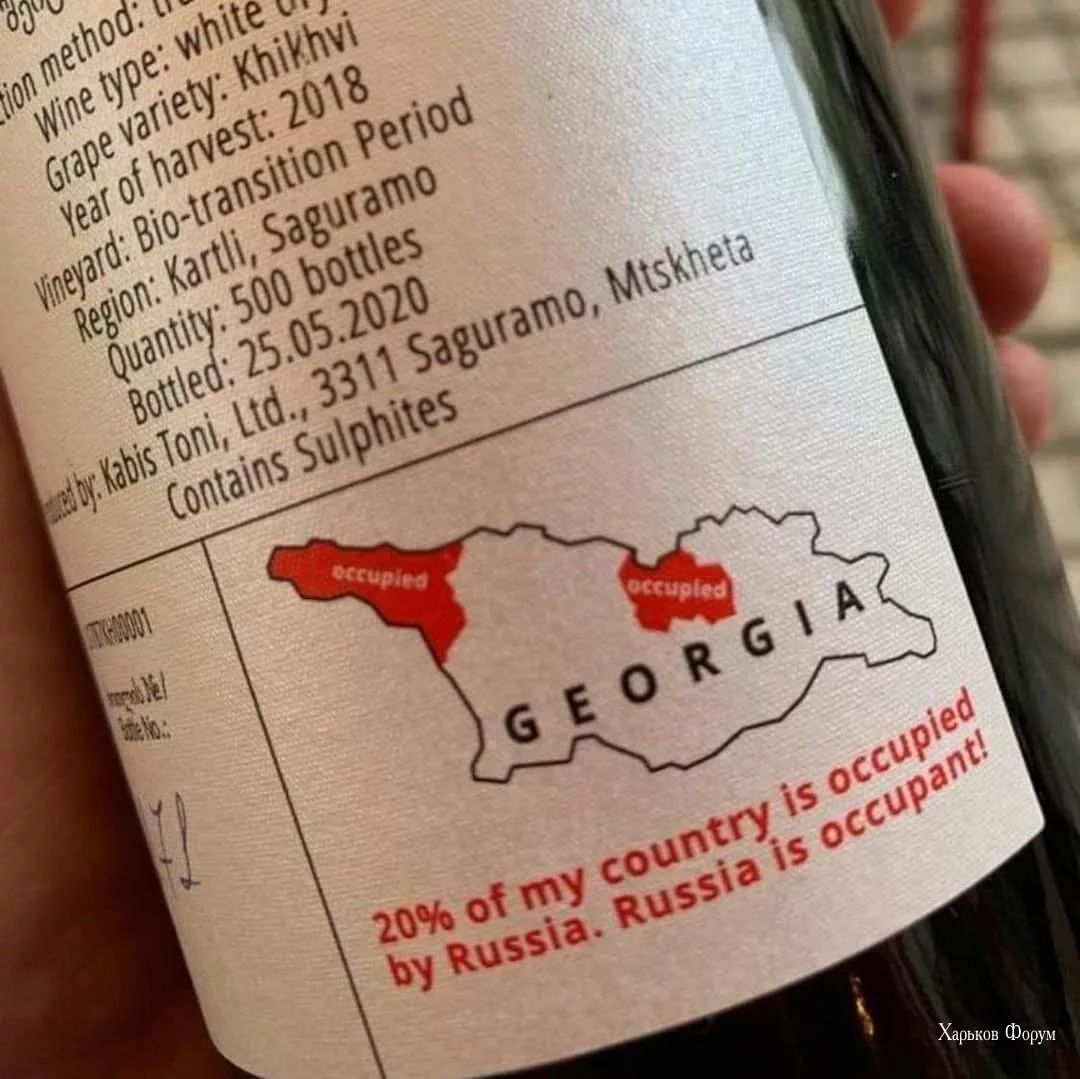 method: 
Wine type: white dry
Grape variety: Khikhvi
Year of harvest: 2018
Vineyard: Bio-transition Period
Region: Kartli, Saguramo
Quantity: 500 bottles
Bottled: 25.05.2020
by: Kabis Toni, Ltd., 3311 Saguramo, Mtskheta
Contains Sulphites
Bottle No.:
occupied
occupied
GEORGIA
20% of my country is occupied
by Russia. Russia is occupant!
Харьков Форум